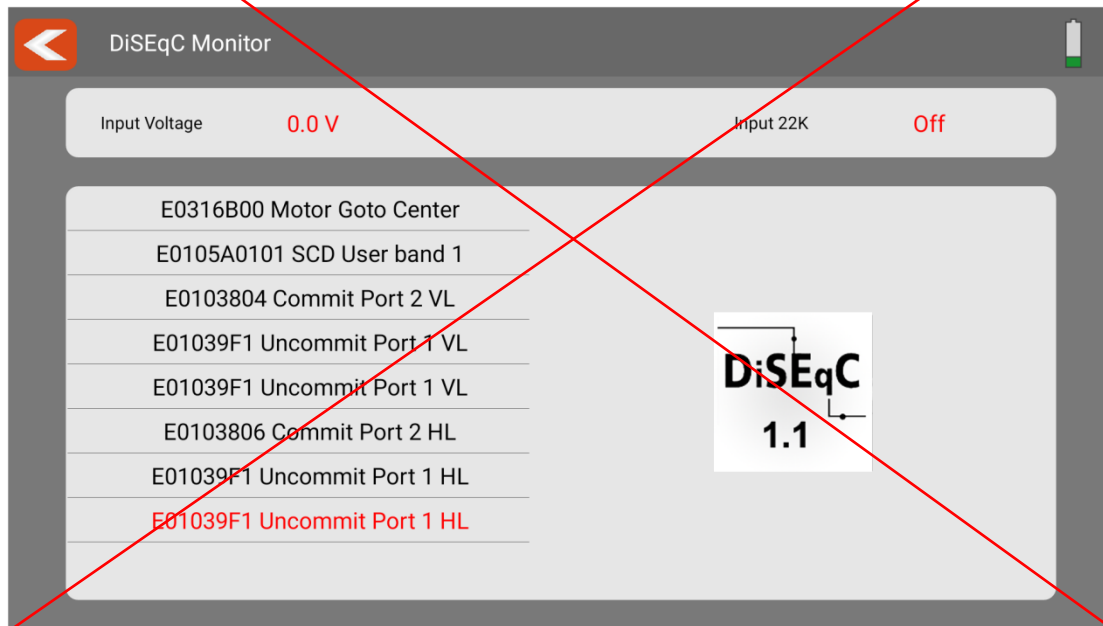 DiSEqC Monitor
Input Voltage 0.0 V Input 22K Off
E0316B00 Motor Goto Center
E0105A0101 SCD User band 1
E0103804 Commit Port 2 VL
E01039F1 Uncommit Port 1 VL
E01039F1 Uncommit Port 1 VL
E0103806 Commit Port 2 HL
E01039F1 Uncommit Port 1 HL
E01039F1 Uncommit Port 1 HL
DiSEqC
1.1